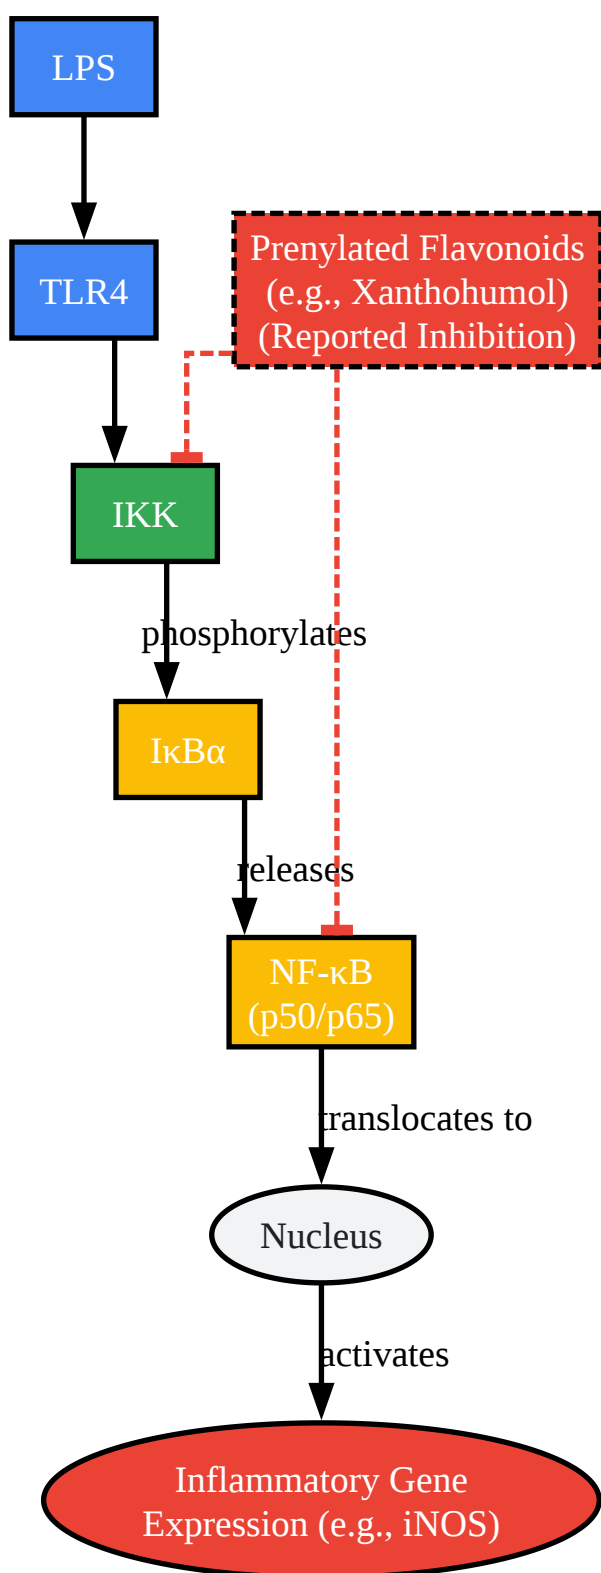 LPS
Prenylated Flavonoids
(e.g., Xanthohumol)
(Reported Inhibition)
TLR4
IKK
phosphorylates
IκBα
releases
NF-κB
(p50/p65)
translocates to
Nucleus
activates
Inflammatory Gene
Expression (e.g., iNOS)